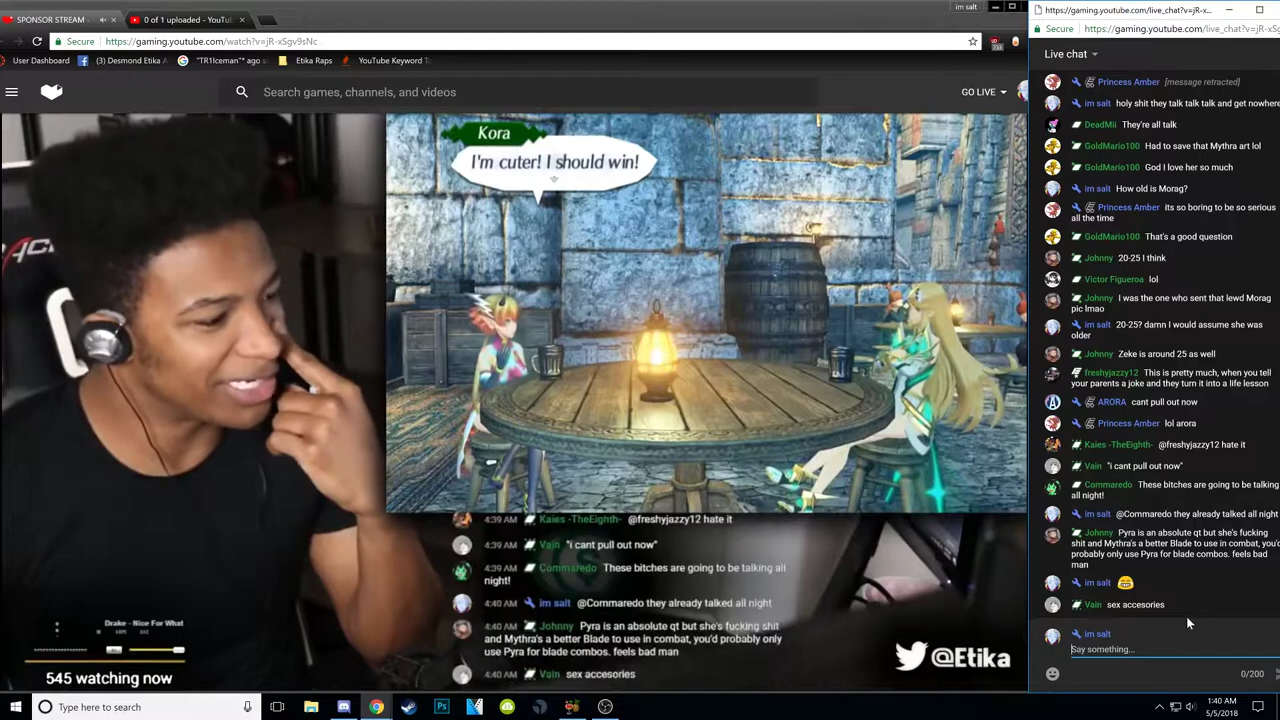 SPONSOR STREAM -
0 of 1 uploaded - YouTu
im salt
https://gaming.youtube.com/live_chat?v=jR-x...
Secure
https://gaming.youtube.com/watch?v=jR-xSgv9sNc
733
Secure
https://gaming.youtube.com/live_chat?v=jR-xSg
User Dashboard
(3) Desmond Etika A
"TR1Iceman"* ago s
Etika Raps
YouTube Keyword To
Live chat
Search games, channels, and videos
GO LIVE
Kora
I'm cuter! I should win!
4:39 AM Kaies -TheEighth- @freshyjazzy12 hate it
4:39 AM Vain "i cant pull out now"
4:39 AM Commaredo These bitches are going to be talking all
night!
4:40 AM im salt @Commaredo they already talked all night
4:40 AM Johnny Pyra is an absolute qt but she's fucking
shit and Mythra's a better Blade to use in combat, you'd probably only
use Pyra for blade combos. feels bad man
4:40 AM Vain sex accesories
Drake - Nice For What
545 watching now
@Etika
Princess Amber [message retracted]
im salt holy shit they talk talk talk and get nowhere
DeadMii They're all talk
GoldMario100 Had to save that Mythra art lol
GoldMario100 God I love her so much
im salt How old is Morag?
Princess Amber its so boring to be so serious
all the time
GoldMario100 That's a good question
Johnny 20-25 I think
Victor Figueroa lol
Johnny I was the one who sent that lewd Morag
pic lmao
im salt 20-25? damn I would assume she was
older
Johnny Zeke is around 25 as well
freshyjazzy12 This is pretty much, when you tell
your parents a joke and they turn it into a life lesson
ARORA cant pull out now
Princess Amber lol arora
Kaies -TheEighth- @freshyjazzy12 hate it
Vain "i cant pull out now"
Commaredo These bitches are going to be talking
all night!
im salt @Commaredo they already talked all night
Johnny Pyra is an absolute qt but she's fucking
shit and Mythra's a better Blade to use in combat, you'd
probably only use Pyra for blade combos. feels bad
man
im salt 😂
Vain sex accesories
im salt
Say something...
0/200
Type here to search
1:40 AM
5/5/2018